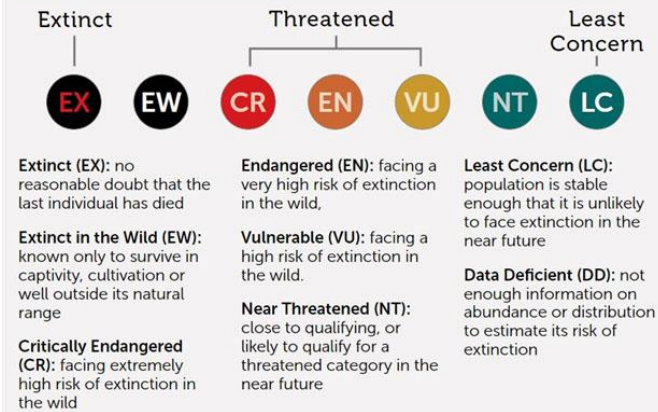 Extinct
Threatened
Least
Concern
EX
EW
CR
EN
VU
NT
LC
Extinct (EX): no
reasonable doubt that the
last individual has died
Extinct in the Wild (EW):
known only to survive in
captivity, cultivation or
well outside its natural
range
Critically Endangered
(CR): facing extremely
high risk of extinction in
the wild
Endangered (EN): facing a
very high risk of extinction
in the wild,
Vulnerable (VU): facing a
high risk of extinction in
the wild.
Near Threatened (NT):
close to qualifying, or
likely to qualify for a
threatened category in the
near future
Least Concern (LC):
population is stable
enough that it is unlikely
to face extinction in the
near future
Data Deficient (DD): not
enough information on
abundance or distribution
to estimate its risk of
extinction